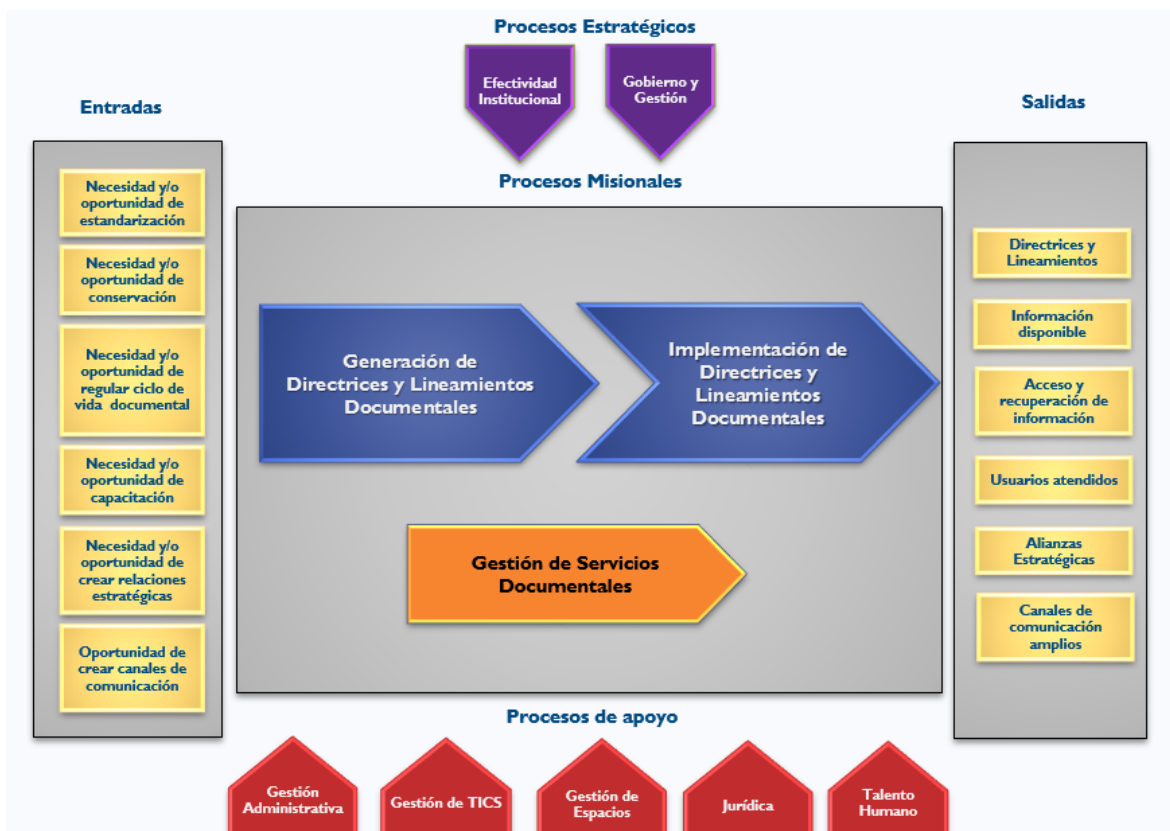 Procesos Estratégicos
Efectividad
Institucional
Gobierno y
Gestión
Entradas
Necesidad y/o
oportunidad de
estandarización
Necesidad y/o
oportunidad de
conservación
Necesidad y/o
oportunidad de
regular ciclo de
vida documental
Necesidad y/o
oportunidad de
capacitación
Necesidad y/o
oportunidad de
crear relaciones
estratégicas
Oportunidad de
crear canales de
comunicación
Procesos Misionales
Generación de
Directrices y Lineamientos
Documentales
Implementación de
Directrices y
Lineamientos
Documentales
Gestión de Servicios
Documentales
Salidas
Directrices y
Lineamientos
Información
disponible
Acceso y
recuperación de
información
Usuarios atendidos
Alianzas
Estratégicas
Canales de
comunicación
amplios
Procesos de apoyo
Gestión
Administrativa
Gestión de TICS
Gestión de
Espacios
Jurídica
Talento
Humano